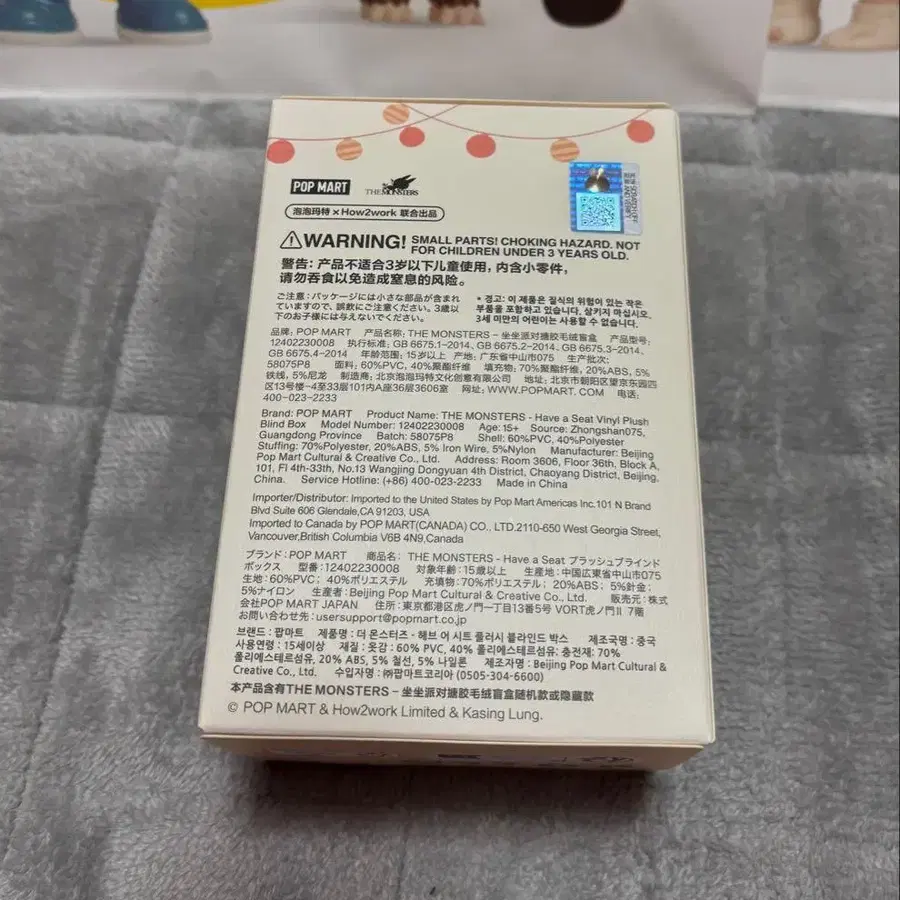 POP MART THE MONSTERS
泡泡玛特 × How2work 联合出品
WARNING! SMALL PARTS! CHOKING HAZARD. NOT
FOR CHILDREN UNDER 3 YEARS OLD.
警告: 产品不适合3岁以下儿童使用, 内含小零件,
请勿吞食以免造成窒息的风险。
ご注意: パッケージには小さな部品が含まれ
ていますので、誤飲にご注意ください。3歳以
下のお子様には与えないでください。
* 경고: 이 제품은 질식의 위험이 있는 작은
부품을 포함하고 있습니다. 삼키지 마십시오.
3세 미만의 어린이는 사용할 수 없습니다.
品牌: POP MART 产品名称: THE MONSTERS – 坐坐派对搪胶毛绒盲盒 产品型号:
12402230008 执行标准: GB 6675.1–2014, GB 6675.2–2014, GB 6675.3–2014,
GB 6675.4–2014 年龄范围: 15岁以上 产地: 广东省中山市075 生产批次:
58075P8 面料: 60%PVC, 40%聚酯纤维 填充物: 70%聚酯纤维, 20%ABS, 5%
铁线, 5%尼龙 制造商: 北京泡泡玛特文化创意有限公司 地址: 北京市朝阳区望京东园四
区13号楼–4至33层101内A座36层3606室 网址: WWW.POPMART.COM 电话:
400-023-2233
Brand: POP MART Product Name: THE MONSTERS - Have a Seat Vinyl Plush
Blind Box Model Number: 12402230008 Age: 15+ Source: Zhongshan075,
Guangdong Province Batch: 58075P8 Shell: 60%PVC, 40%Polyester
Stuffing: 70%Polyester, 20%ABS, 5% Iron Wire, 5%Nylon Manufacturer: Beijing
Pop Mart Cultural & Creative Co., Ltd. Address: Room 3606, Floor 36th, Block A,
101, Fl 4th-33th, No.13 Wangjing Dongyuan 4th District, Chaoyang District, Beijing,
China. Service Hotline: (+86) 400-023-2233 Made in China
Importer/Distributor: Imported to the United States by Pop Mart Americas Inc.101 N Brand
Blvd Suite 606 Glendale,CA 91203, USA
Imported to Canada by POP MART(CANADA) CO., LTD.2110-650 West Georgia Street,
Vancouver,British Columbia V6B 4N9,Canada
ブランド: POP MART 商品名: THE MONSTERS - Have a Seat プラッシュブラインド
ボックス 型番: 12402230008 対象年齢: 15歳以上 生産地: 中国広東省中山市075
生地: 60%PVC; 40%ポリエステル 充填物: 70%ポリエステル; 20%ABS; 5%針金;
5%ナイロン 生産者: Beijing Pop Mart Cultural & Creative Co., Ltd. 販売元: 株式
会社POP MART JAPAN 住所: 東京都港区虎ノ門一丁目13番5号 VORT虎ノ門II 7階
お問い合わせ先: usersupport@popmart.co.jp
브랜드 : 팝마트 제품명 : 더 몬스터즈 - 헤브 어 시트 플러시 블라인드 박스 제조국명 : 중국
사용연령 : 15세이상 재질 : 옷감 : 60% PVC, 40% 폴리에스테르섬유: 충전제: 70%
폴리에스테르섬유, 20% ABS, 5% 철선, 5% 나일론 제조자명 : Beijing Pop Mart Cultural &
Creative Co., Ltd. 수입자명 : ㈜팝마트코리아 (0505-304-6600)
本产品含有THE MONSTERS – 坐坐派对搪胶毛绒盲盒随机款或隐藏款
© POP MART & How2work Limited & Kasing Lung.